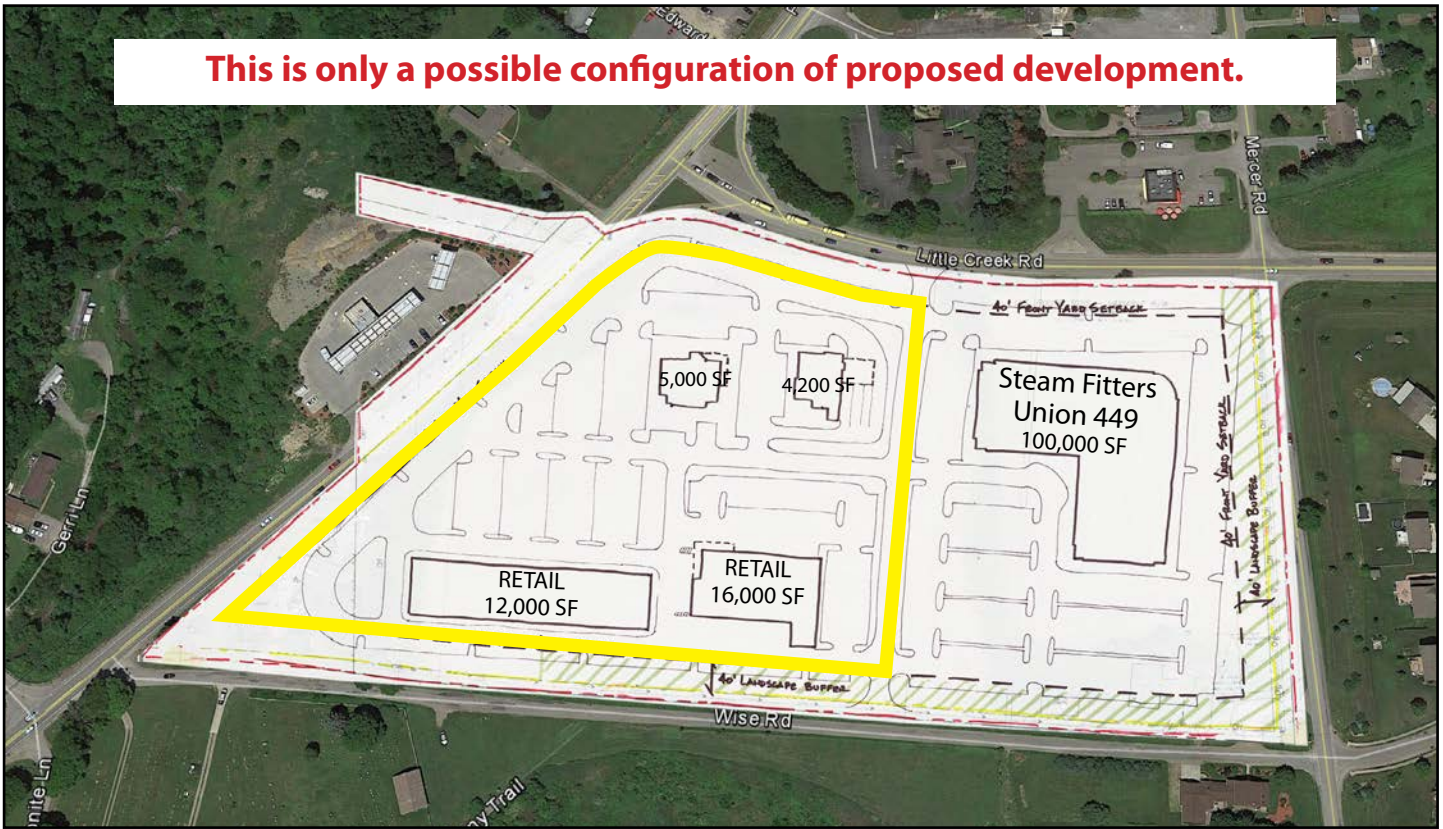 This is only a possible configuration of proposed development.
Mercer Rd
Little Creek Rd
40' FRONT YARD SETBACK
5,000 SF
4,200 SF
Steam Fitters
Union 449
100,000 SF
40' FRONT YARD SETBACK
40' LANDSCAPE BUFFER
Gerri Ln
RETAIL
12,000 SF
RETAIL
16,000 SF
40' LANDSCAPE BUFFER
Wise Rd